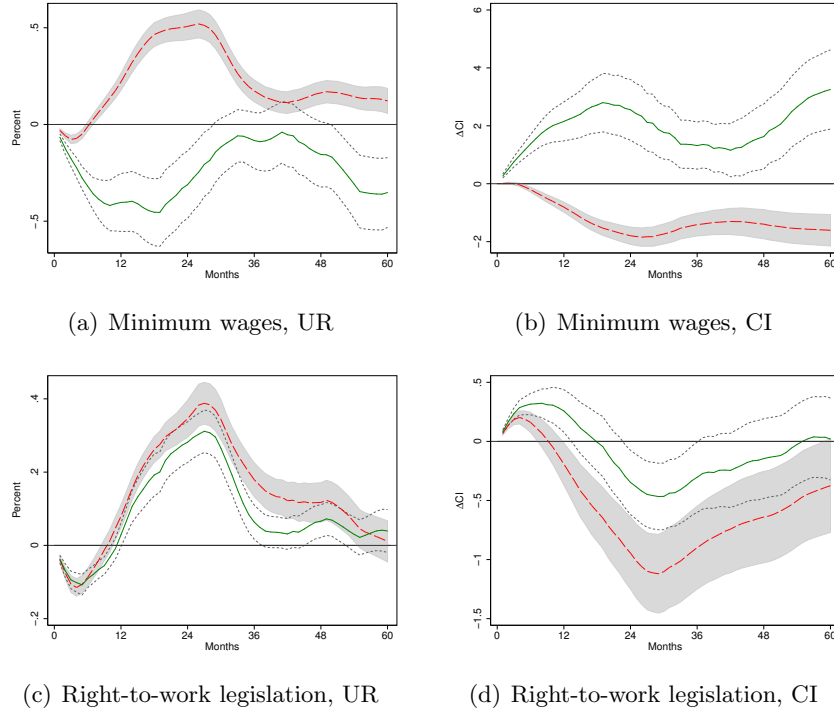 .5
0
-.5
Percent
0 12 24 36 48 60
Months
(a) Minimum wages, UR
6
4
2
0
-2
ΔCI
0 12 24 36 48 60
Months
(b) Minimum wages, CI
.4
.2
0
-.2
Percent
0 12 24 36 48 60
Months
(c) Right-to-work legislation, UR
.5
0
-.5
-1
-1.5
ΔCI
0 12 24 36 48 60
Months
(d) Right-to-work legislation, CI